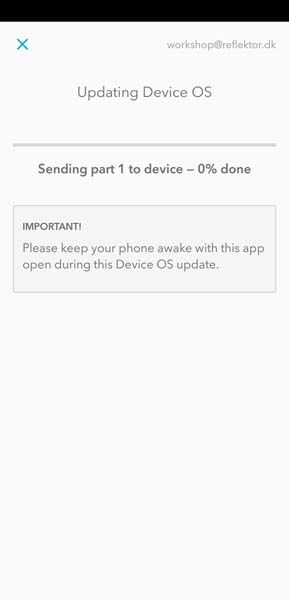 workshop@reflektor.dk
Updating Device OS
Sending part 1 to device – 0% done
IMPORTANT!
Please keep your phone awake with this app
open during this Device OS update.